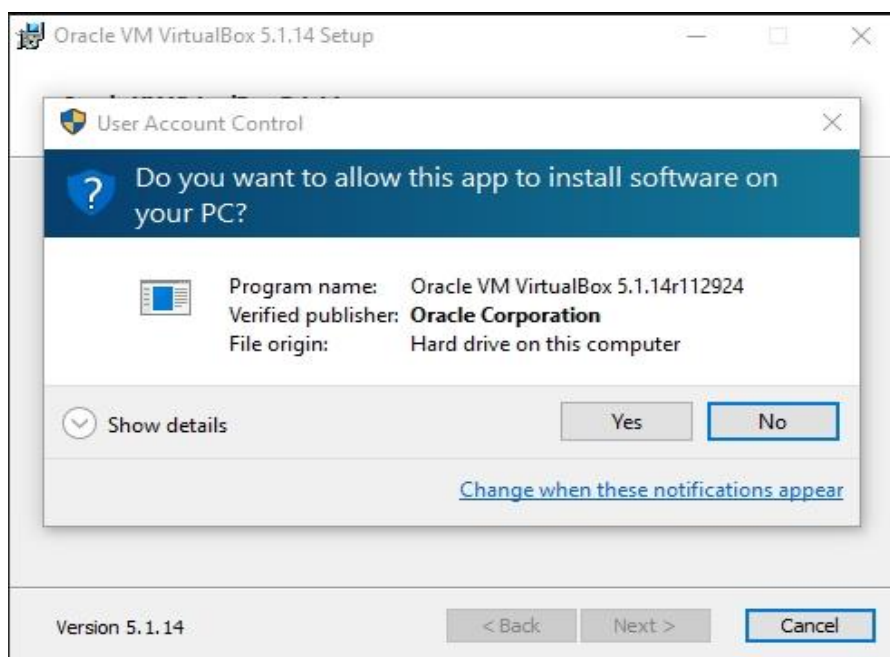 Oracle VM VirtualBox 5.1.14 Setup
User Account Control
Do you want to allow this app to install software on
your PC?
Program name: Oracle VM VirtualBox 5.1.14r112924
Verified publisher: Oracle Corporation
File origin: Hard drive on this computer
Show details
Yes
No
Change when these notifications appear
Version 5.1.14
< Back
Next >
Cancel